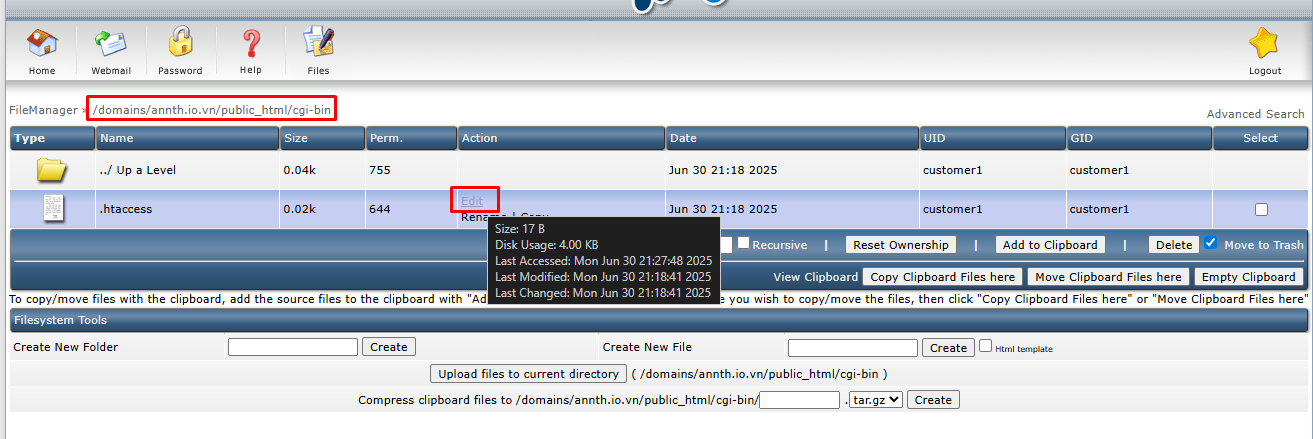 Home Webmail Password Help Files Logout
FileManager » /domains/annth.io.vn/public_html/cgi-bin
Advanced Search
Type Name Size Perm. Action Date UID GID Select
../ Up a Level 0.04k 755 Jun 30 21:18 2025 customer1 customer1
Edit
.htaccess 0.02k 644 Jun 30 21:18 2025 customer1 customer1
Rename | Copy
Size: 17 B
Disk Usage: 4.00 KB
Last Accessed: Mon Jun 30 21:27:48 2025
Last Modified: Mon Jun 30 21:18:41 2025
Last Changed: Mon Jun 30 21:18:41 2025
Recursive | Reset Ownership | Add to Clipboard | Delete Move to Trash
View Clipboard Copy Clipboard Files here Move Clipboard Files here Empty Clipboard
To copy/move files with the clipboard, add the source files to the clipboard with "Ad e you wish to copy/move the files, then click "Copy Clipboard Files here" or "Move Clipboard Files here"
Filesystem Tools
Create New Folder Create Create New File Create Html template
Upload files to current directory ( /domains/annth.io.vn/public_html/cgi-bin )
Compress clipboard files to /domains/annth.io.vn/public_html/cgi-bin/ . tar.gz Create